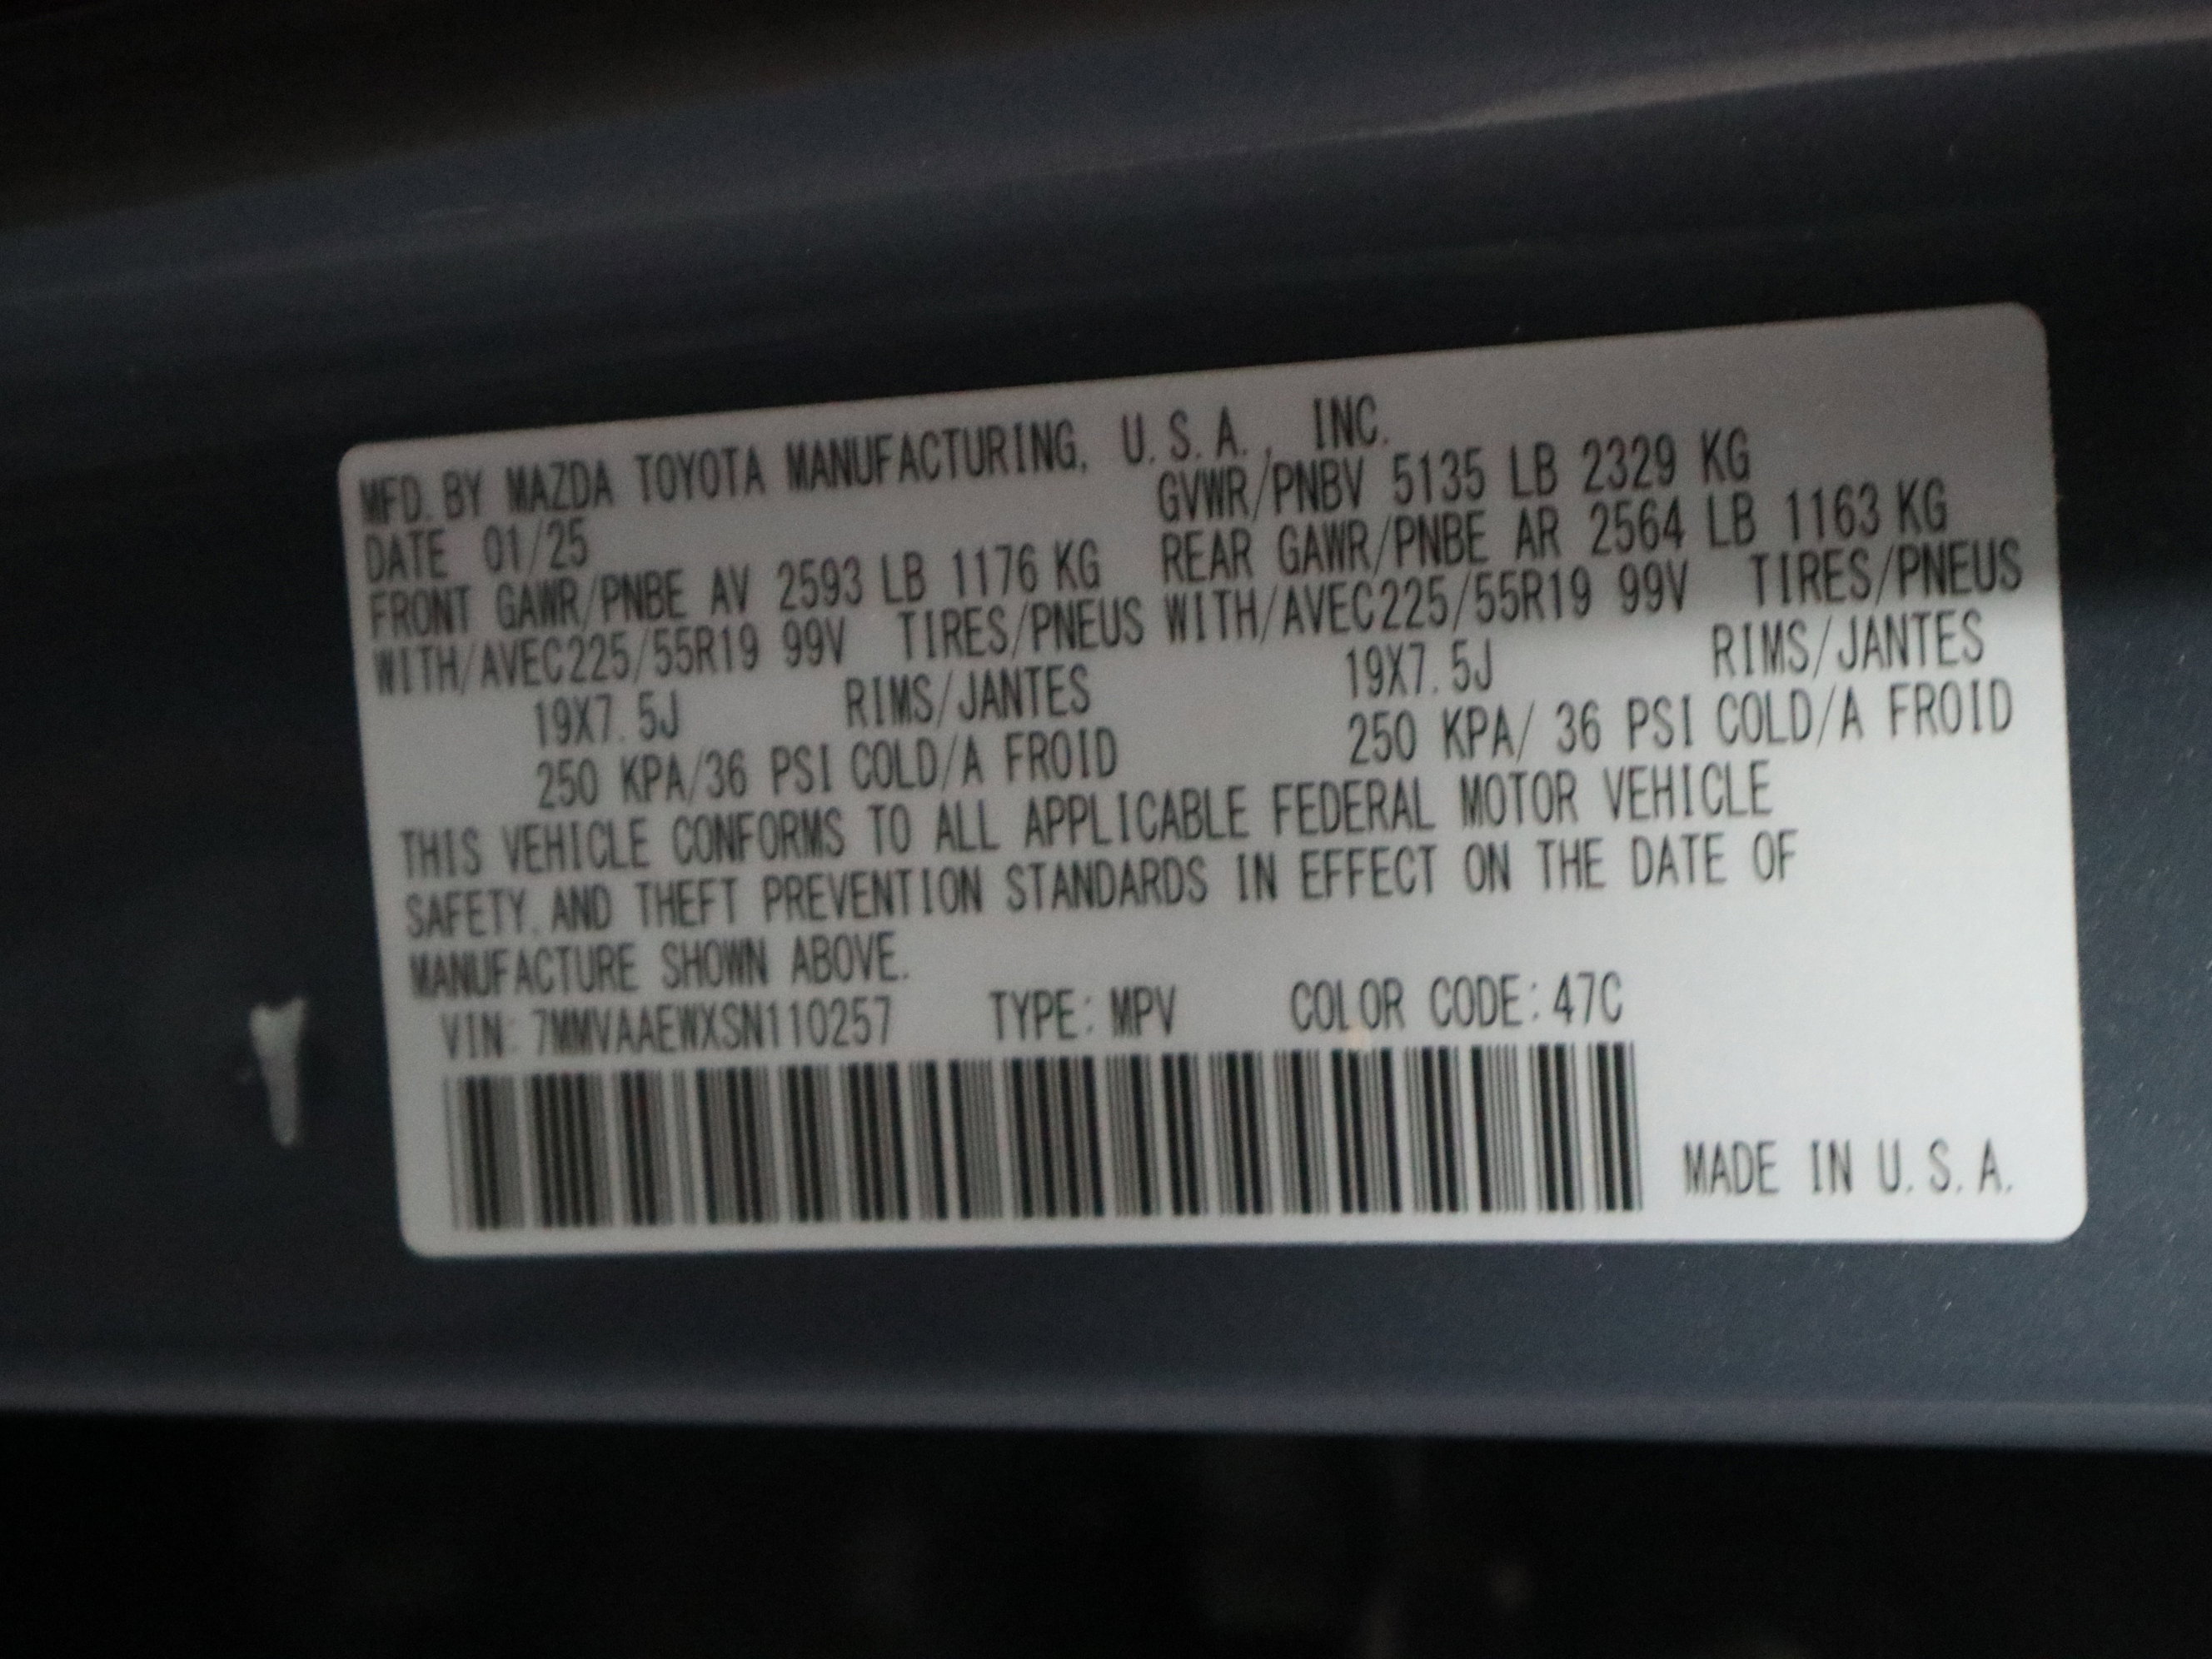 MFD. BY MAZDA TOYOTA MANUFACTURING, U.S.A., INC.
DATE 01/25 GVWR/PNBV 5135 LB 2329 KG
FRONT GAWR/PNBE AV 2593 LB 1176 KG REAR GAWR/PNBE AR 2564 LB 1163 KG
WITH/AVEC225/55R19 99V TIRES/PNEUS WITH/AVEC225/55R19 99V TIRES/PNEUS
19X7.5J RIMS/JANTES 19X7.5J RIMS/JANTES
250 KPA/36 PSI COLD/A FROID 250 KPA/ 36 PSI COLD/A FROID
THIS VEHICLE CONFORMS TO ALL APPLICABLE FEDERAL MOTOR VEHICLE
SAFETY, AND THEFT PREVENTION STANDARDS IN EFFECT ON THE DATE OF
MANUFACTURE SHOWN ABOVE.
VIN: 7MMVAAEWXSN110257 TYPE: MPV COLOR CODE: 47C
MADE IN U.S.A.